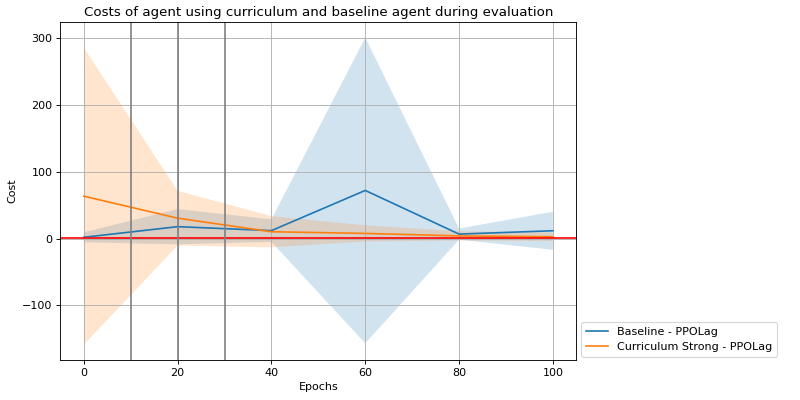 Costs of agent using curriculum and baseline agent during evaluation
300
200
100
0
−100
Cost
0 20 40 60 80 100
Epochs
Baseline - PPOLag
Curriculum Strong - PPOLag